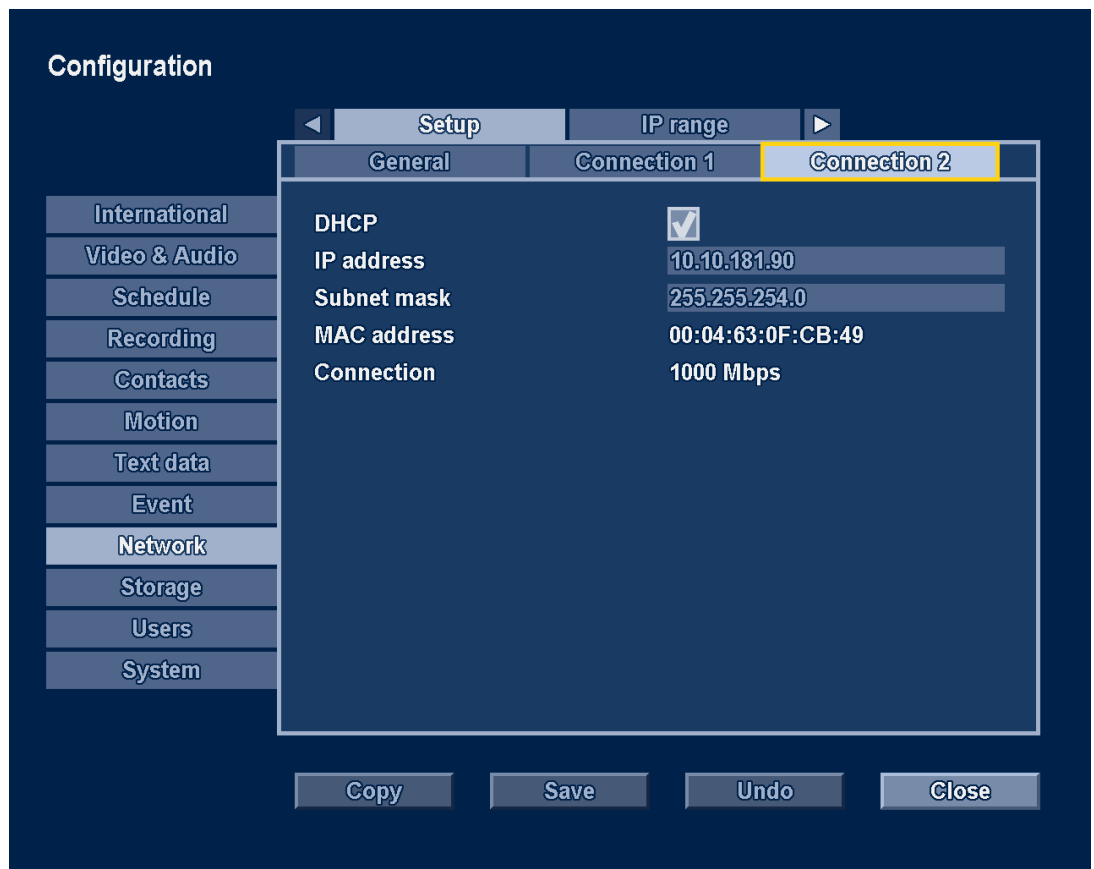 Configuration
Setup IP range
General Connection 1 Connection 2
International
Video & Audio
Schedule
Recording
Contacts
Motion
Text data
Event
Network
Storage
Users
System
DHCP
IP address 10.10.181.90
Subnet mask 255.255.254.0
MAC address 00:04:63:0F:CB:49
Connection 1000 Mbps
Copy Save Undo Close